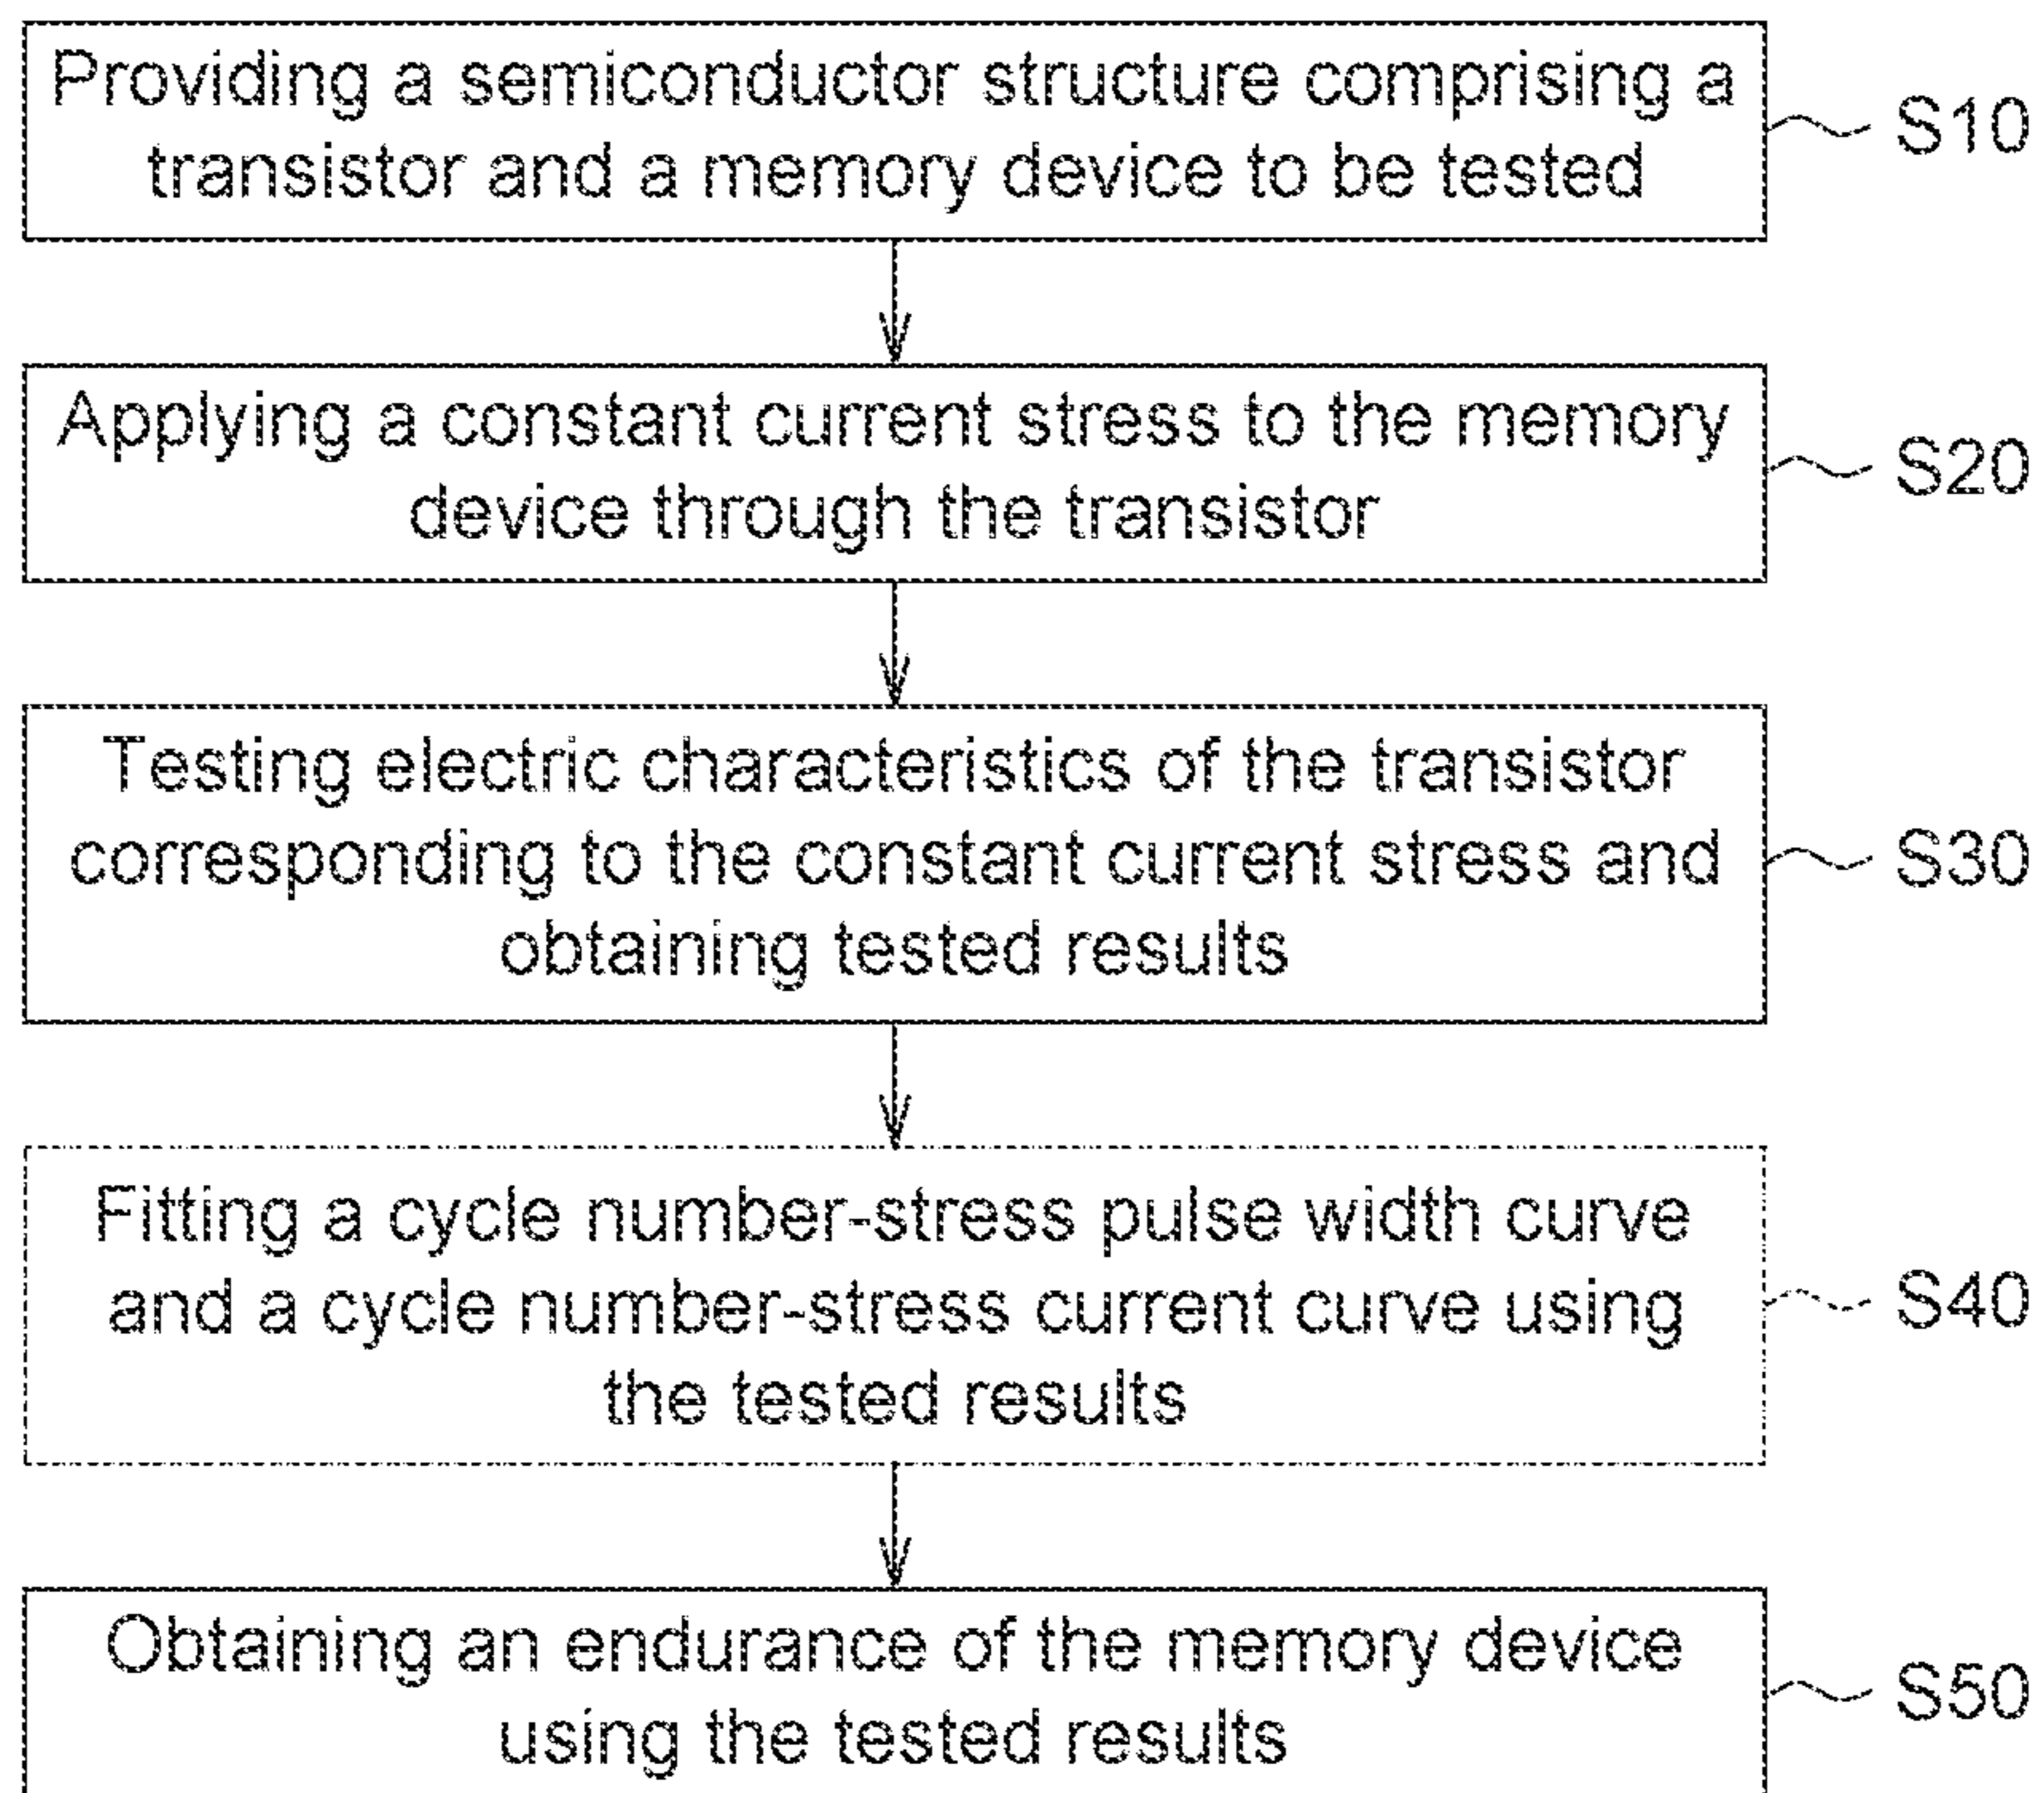 Providing a semiconductor structure comprising a
transistor and a memory device to be tested
S10
Applying a constant current stress to the memory
device through the transistor
S20
Testing electric characteristics of the transistor
corresponding to the constant current stress and
obtaining tested results
S30
Fitting a cycle number-stress pulse width curve
and a cycle number-stress current curve using
the tested results
S40
Obtaining an endurance of the memory device
using the tested results
S50